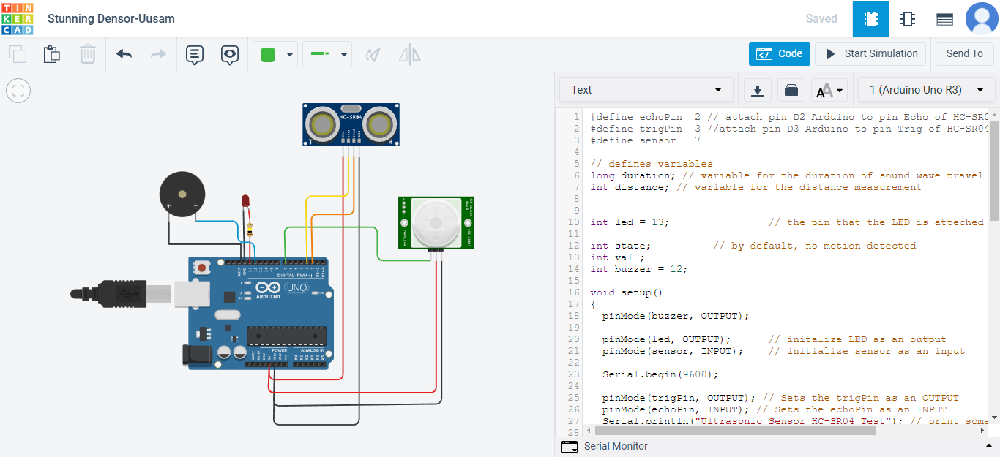 TIN
KER
CAD
Stunning Densor-Uusam
Saved
Code
Start Simulation
Send To
Text
1 (Arduino Uno R3)
1 #define echoPin  2 // attach pin D2 Arduino to pin Echo of HC-SR0
2 #define trigPin  3 //attach pin D3 Arduino to pin Trig of HC-SR04
3 #define sensor   7
4
5 // defines variables
6 long duration; // variable for the duration of sound wave travel
7 int distance; // variable for the distance measurement
8
9
10 int led = 13;                 // the pin that the LED is atteched
11
12 int state;           // by default, no motion detected
13 int val ;
14 int buzzer = 12;
15
16 void setup()
17 {
18   pinMode(buzzer, OUTPUT);
19
20   pinMode(led, OUTPUT);      // initalize LED as an output
21   pinMode(sensor, INPUT);    // initialize sensor as an input
22
23   Serial.begin(9600);
24
25   pinMode(trigPin, OUTPUT); // Sets the trigPin as an OUTPUT
26   pinMode(echoPin, INPUT); // Sets the echoPin as an INPUT
27   Serial.println("Ultrasonic Sensor HC-SR04 Test"); // print some
28
Serial Monitor
HC-SR04
T R
DIGITAL (PWM~)
UNO
ARDUINO
TX
RX
L
ON
POWER
ANALOG IN